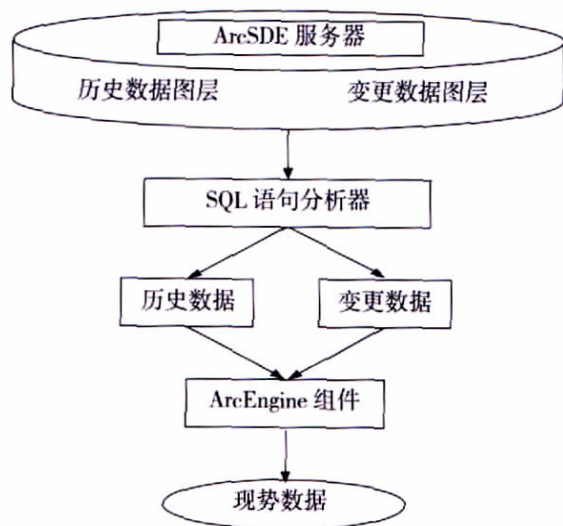 ArcSDE 服务器
历史数据图层
变更数据图层
SQL 语句分析器
历史数据
变更数据
ArcEngine 组件
现势数据